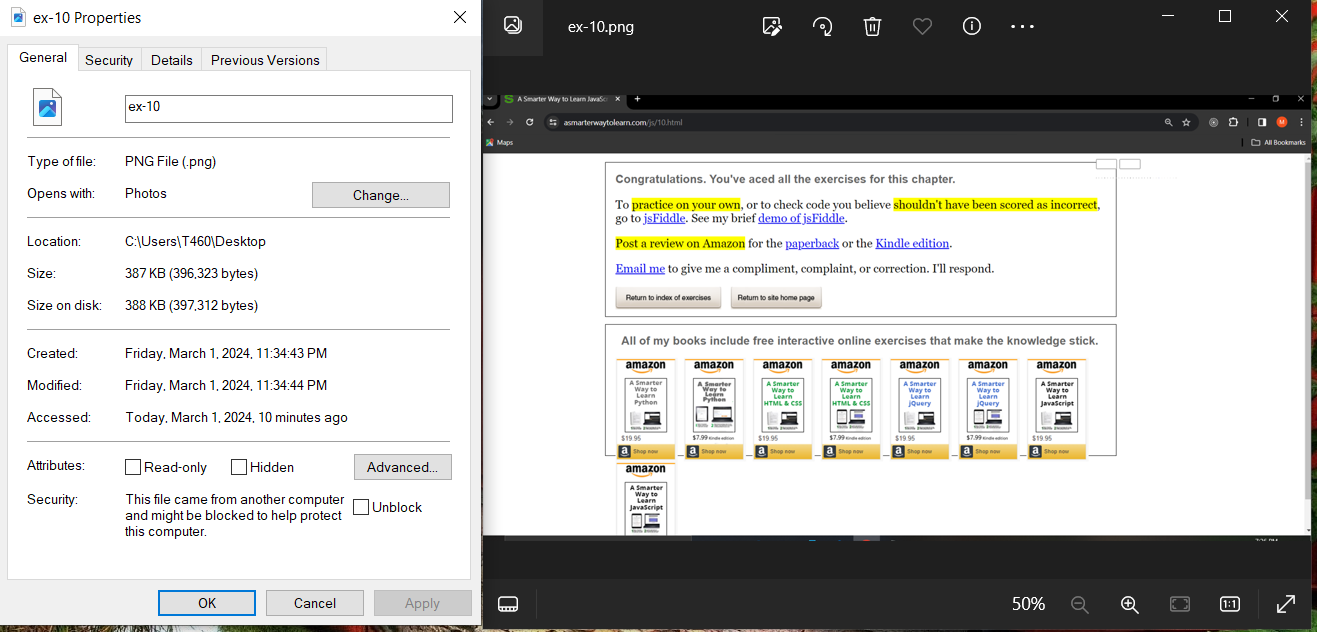 ex-10 Properties
General
Security
Details
Previous Versions
ex-10
Type of file:
PNG File (.png)
Opens with:
Photos
Change...
Location:
C:\Users\T460\Desktop
Size:
387 KB (396,323 bytes)
Size on disk:
388 KB (397,312 bytes)
Created:
Friday, March 1, 2024, 11:34:43 PM
Modified:
Friday, March 1, 2024, 11:34:44 PM
Accessed:
Today, March 1, 2024, 10 minutes ago
Attributes:
Read-only
Hidden
Advanced...
Security:
This file came from another computer
and might be blocked to help protect
this computer.
Unblock
OK
Cancel
Apply
ex-10.png
A Smarter Way to Learn JavaSc
asmarterwaytolearn.com/js/10.html
M
Maps
All Bookmarks
Congratulations. You've aced all the exercises for this chapter.
To practice on your own, or to check code you believe shouldn't have been scored as incorrect,
go to jsFiddle. See my brief demo of jsFiddle.
Post a review on Amazon for the paperback or the Kindle edition.
Email me to give me a compliment, complaint, or correction. I'll respond.
Return to index of exercises
Return to site home page
All of my books include free interactive online exercises that make the knowledge stick.
amazon
A Smarter
Way to
Learn
Python
$19.95
a Shop now
amazon
A Smarter
Way to
Learn
Python
$7.99 Kindle edition
a Shop now
amazon
A Smarter
Way to
Learn
HTML & CSS
$19.95
a Shop now
amazon
A Smarter
Way to
Learn
HTML & CSS
$7.99 Kindle edition
a Shop now
amazon
A Smarter
Way to
Learn
jQuery
$19.95
a Shop now
amazon
A Smarter
Way to
Learn
jQuery
$7.99 Kindle edition
a Shop now
amazon
A Smarter
Way to
Learn
JavaScript
$19.95
a Shop now
amazon
A Smarter
Way to
Learn
JavaScript
50%
1:1